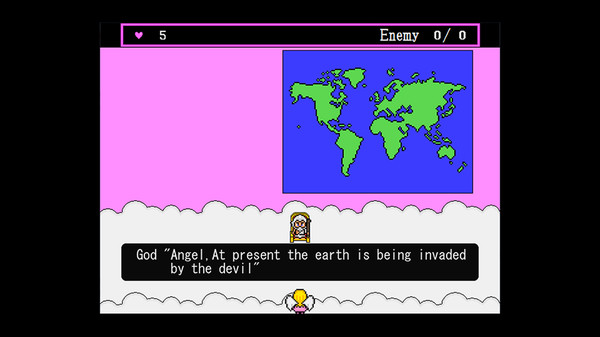 ♥ 5 Enemy 0/ 0
God "Angel,At present the earth is being invaded
by the devil"